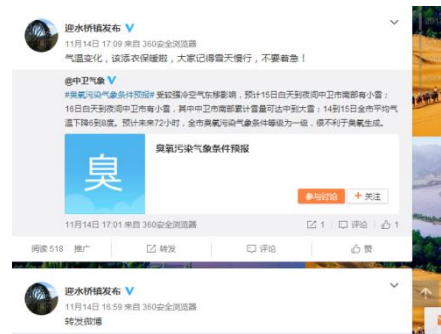 迎水桥镇发布
11月14日 17:09 来自 360安全浏览器
气温变化，该添衣保暖啦，大家记得雪天慢行，不要着急！
@中卫气象
#臭氧污染气象条件预报# 受较强冷空气东移影响，预计15日白天到夜间中卫市南部有小雪；
16日白天到夜间中卫市有小雪，其中中卫市南部累计雪量可达中到大雪；14到15日全市平均气
温下降6到8度。预计未来72小时，全市臭氧污染气象条件等级为一级，很不利于臭氧生成。
臭
臭氧污染气象条件预报
参与讨论 + 关注
11月14日 17:01 来自 360安全浏览器 1 评论 1
阅读 518 推广 转发 评论 赞
迎水桥镇发布
11月14日 16:59 来自 360安全浏览器
转发微博